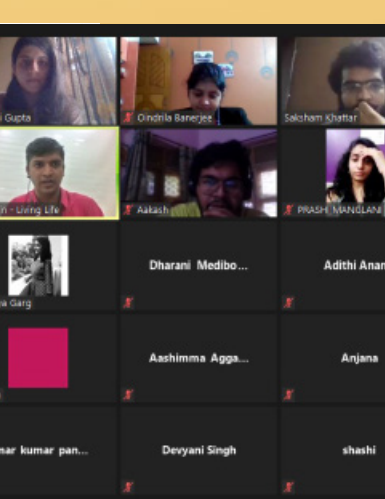 i Gupta
Oindrila Banerjee
Saksham Khattar
n - Living Life
Aakash
PRASHI MANGLANI
a Garg
Dharani Medibo...
Adithi Anan
Aashimma Agga...
Anjana
mar kumar pan...
Devyani Singh
shashi